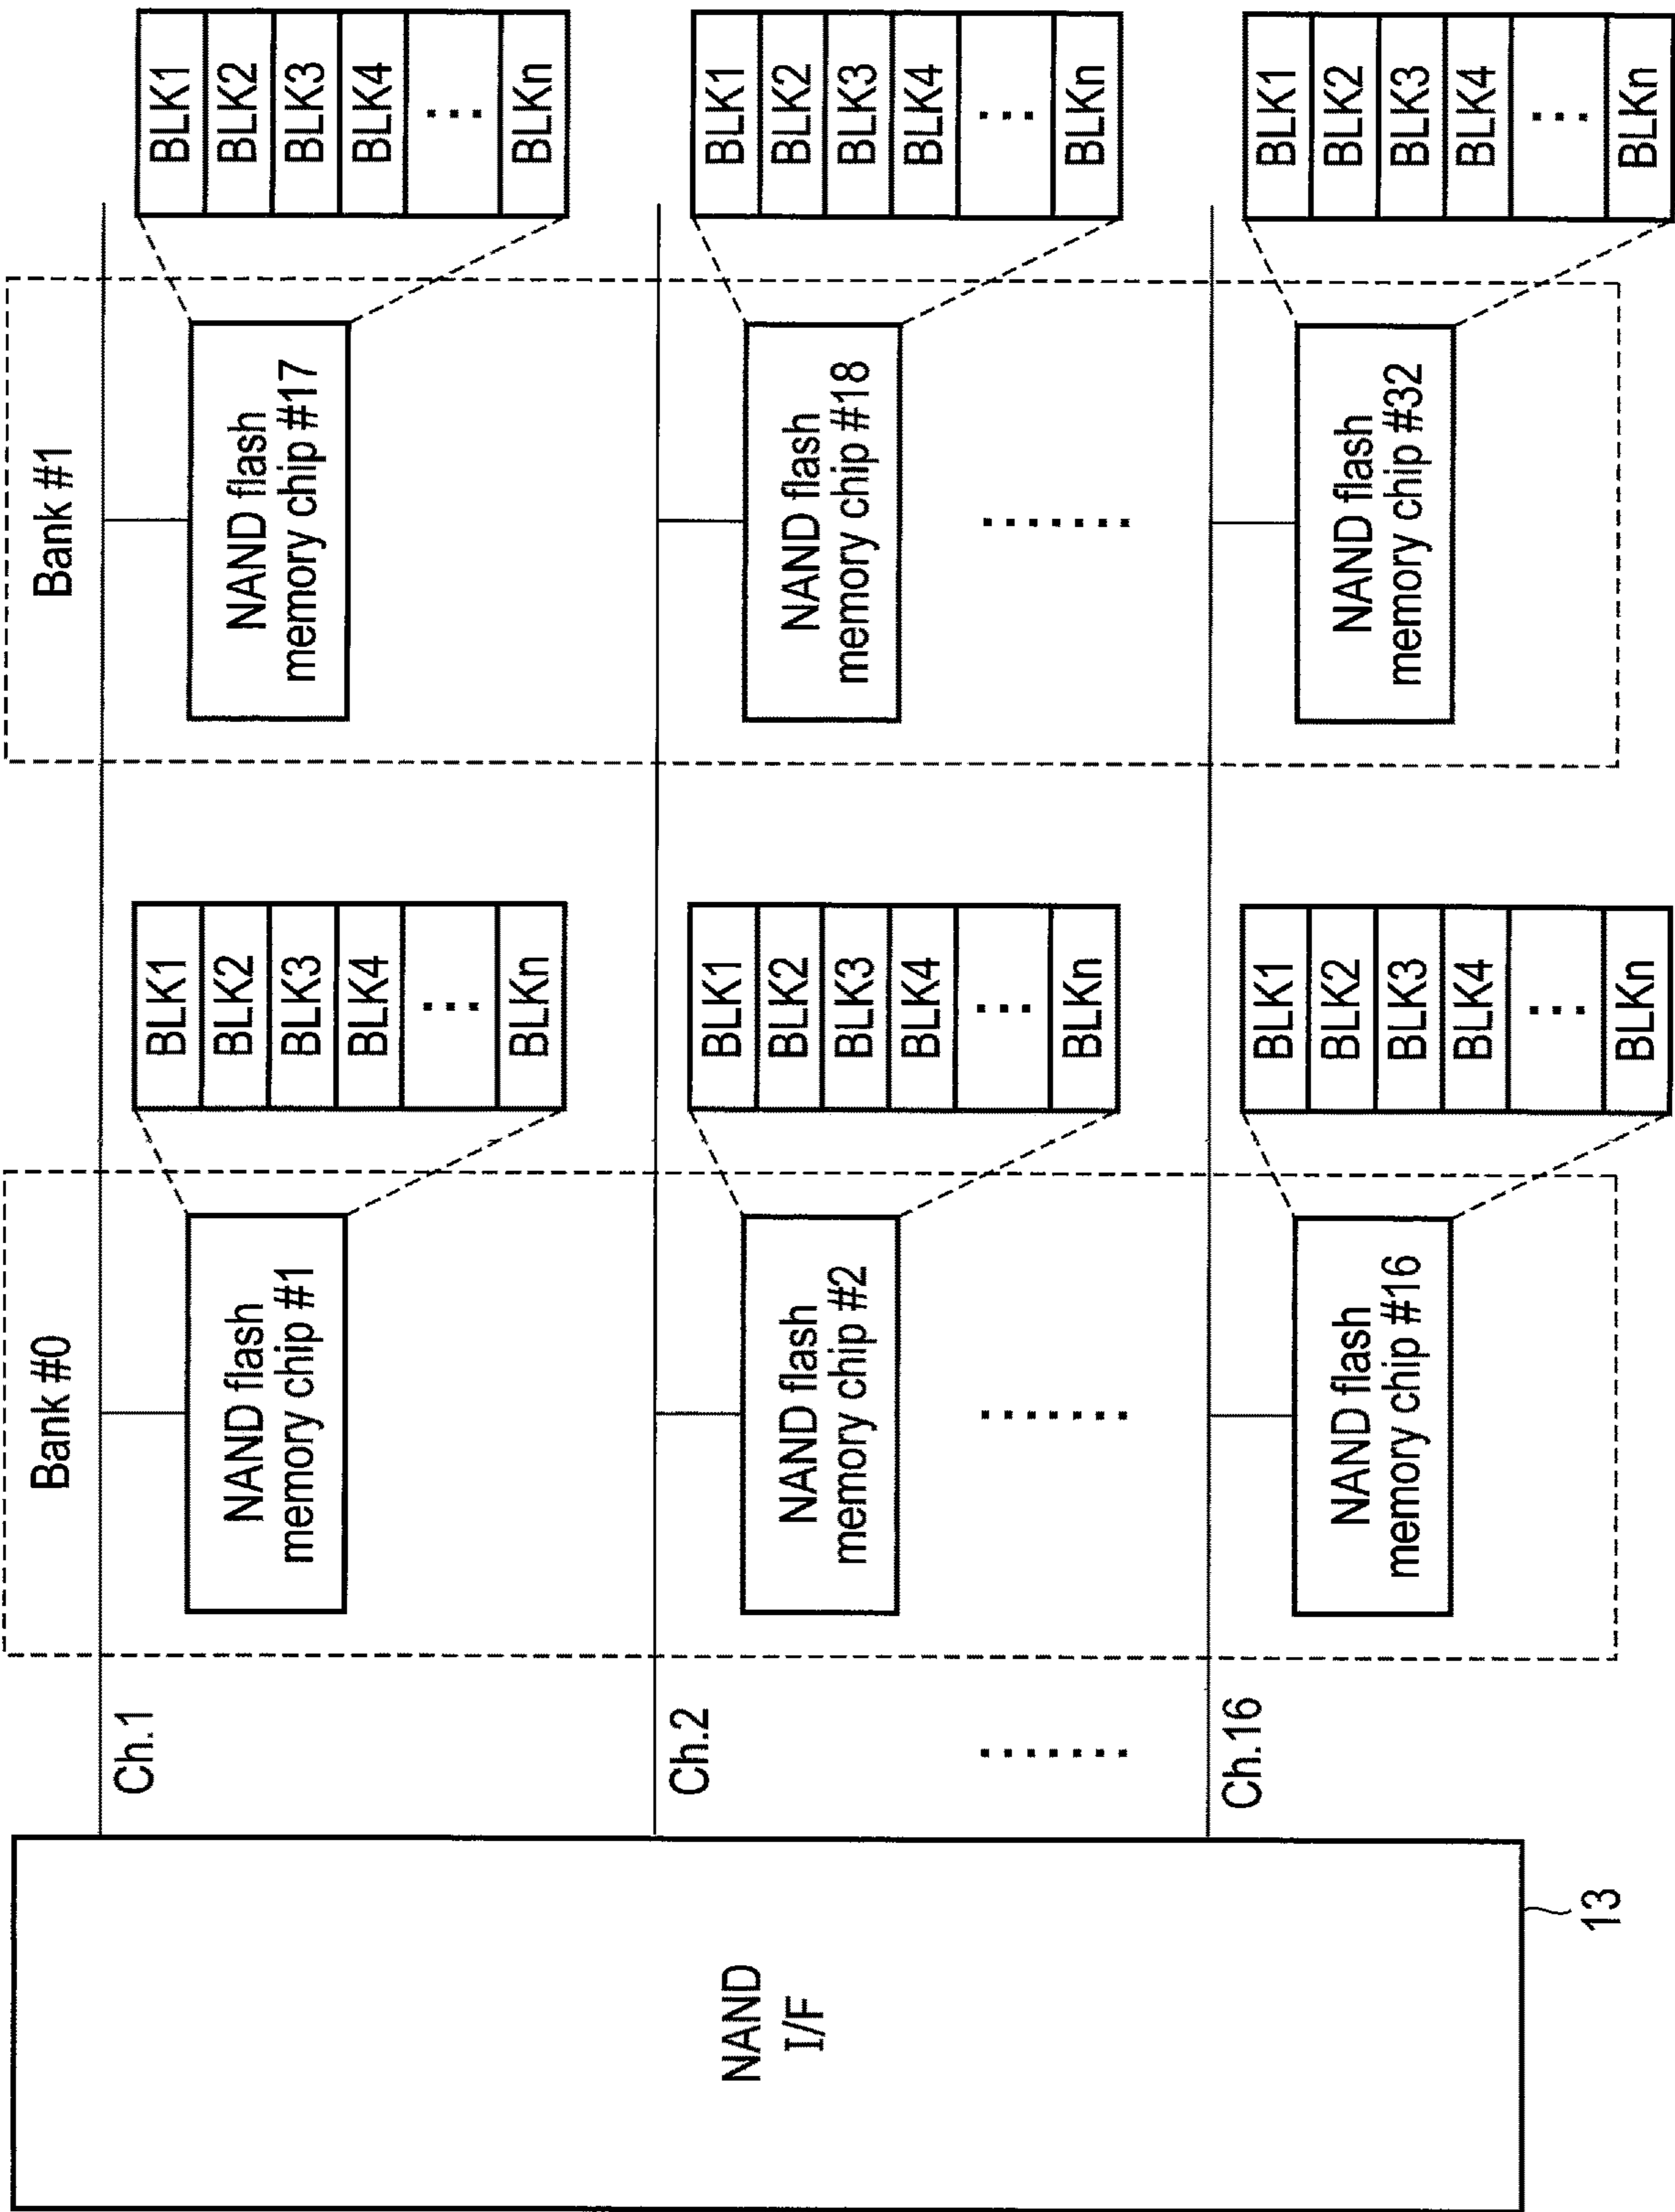 Bank #0
Bank #1
Ch.1
NAND flash
memory chip #1
BLK1
BLK2
BLK3
BLK4
...
BLKn
NAND flash
memory chip #17
BLK1
BLK2
BLK3
BLK4
...
BLKn
Ch.2
NAND flash
memory chip #2
BLK1
BLK2
BLK3
BLK4
...
BLKn
NAND flash
memory chip #18
BLK1
BLK2
BLK3
BLK4
...
BLKn
NAND
I/F
.......
.......
.......
Ch.16
NAND flash
memory chip #16
BLK1
BLK2
BLK3
BLK4
...
BLKn
NAND flash
memory chip #32
BLK1
BLK2
BLK3
BLK4
...
BLKn
13